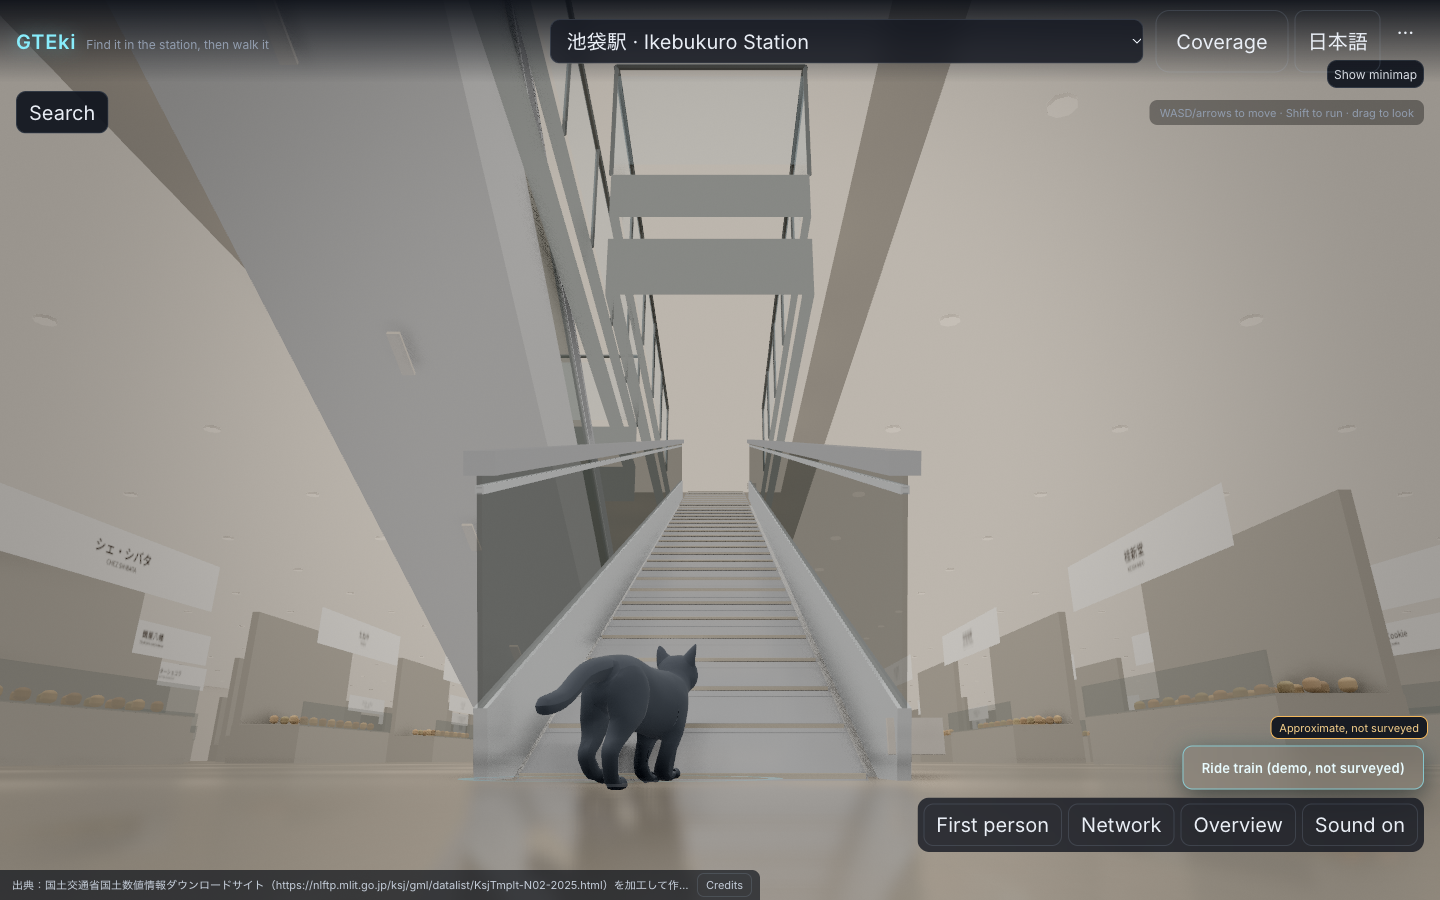 GTEki Find it in the station, then walk it
池袋駅 · Ikebukuro Station
Coverage
日本語
...
Show minimap
Search
WASD/arrows to move · Shift to run · drag to look
シェ・シバタ
CHEZ SHIBATA
ookie
Approximate, not surveyed
Ride train (demo, not surveyed)
First person
Network
Overview
Sound on
出典：国土交通省国土数値情報ダウンロードサイト（https://nlftp.mlit.go.jp/ksj/gml/datalist/KsjTmplt-N02-2025.html）を加工して作...
Credits